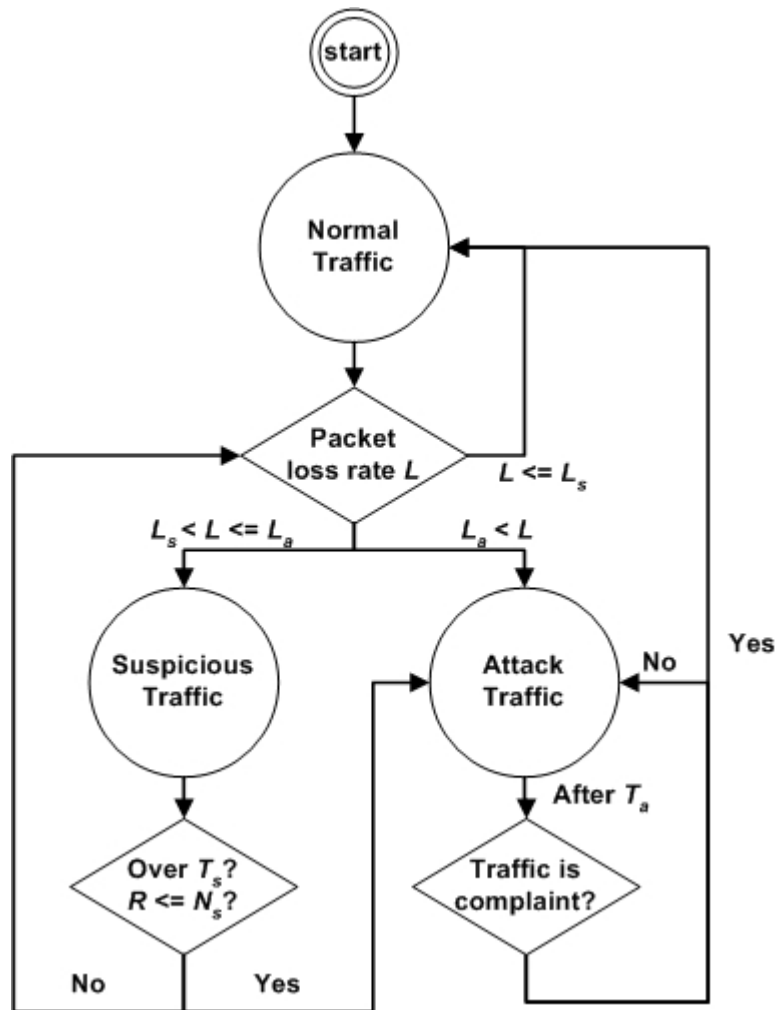 start
Normal
Traffic
Packet
loss rate L
L <= Lₛ
Lₛ < L <= Lₐ
Lₐ < L
Suspicious
Traffic
Attack
Traffic
No
Yes
After Tₐ
Over Tₛ?
R <= Nₛ?
Traffic is
complaint?
No
Yes